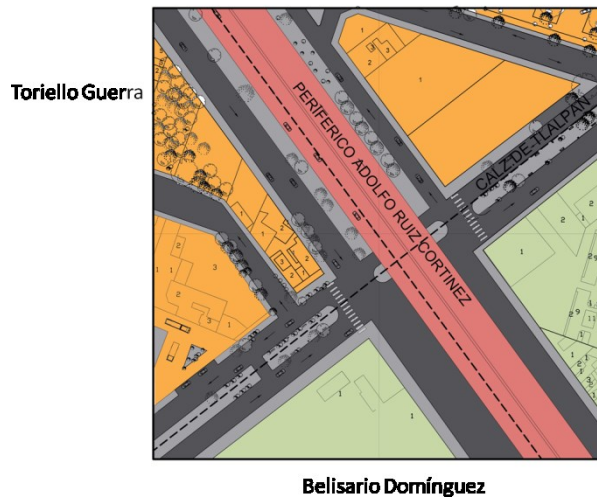 Toriello Guerra
PERIFERICO ADOLFO RUIZ CORTINEZ
CALZ-DE-TLALPAN
Belisario Domínguez